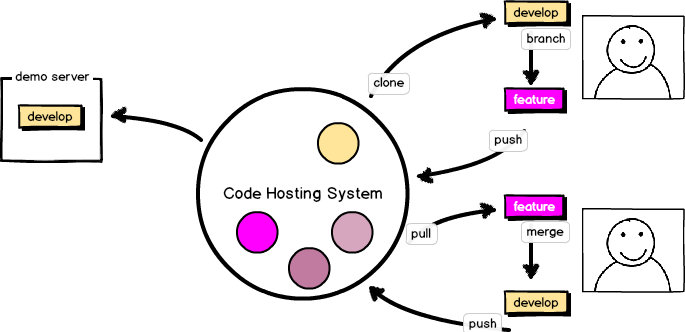 demo server
develop
Code Hosting System
clone
develop
branch
feature
push
pull
feature
merge
develop
push